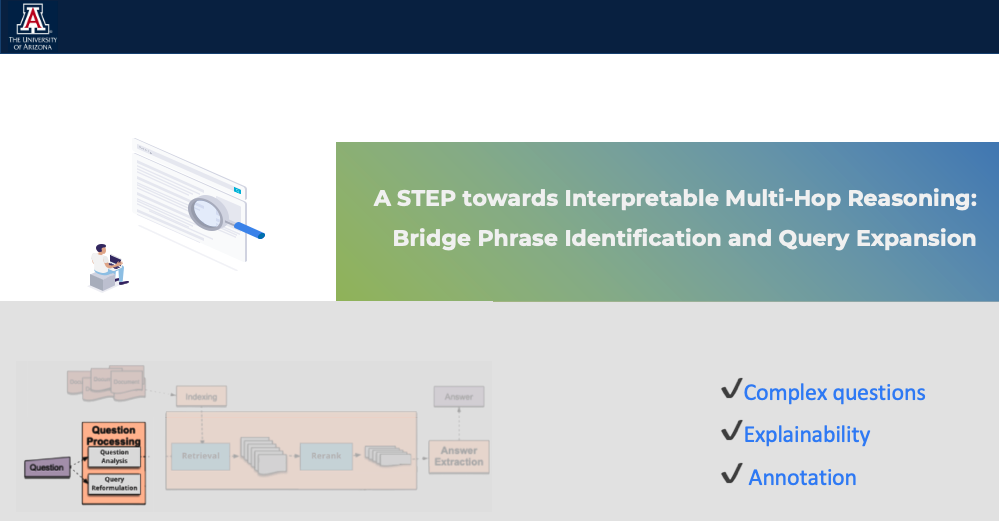 THE UNIVERSITY
OF ARIZONA
A STEP towards Interpretable Multi-Hop Reasoning:
Bridge Phrase Identification and Query Expansion
Indexing
Answer
Question
Processing
Question
Analysis
Question
Query
Reformulation
Retrieval
Rerank
Answer
Extraction
✓Complex questions
✓Explainability
✓ Annotation